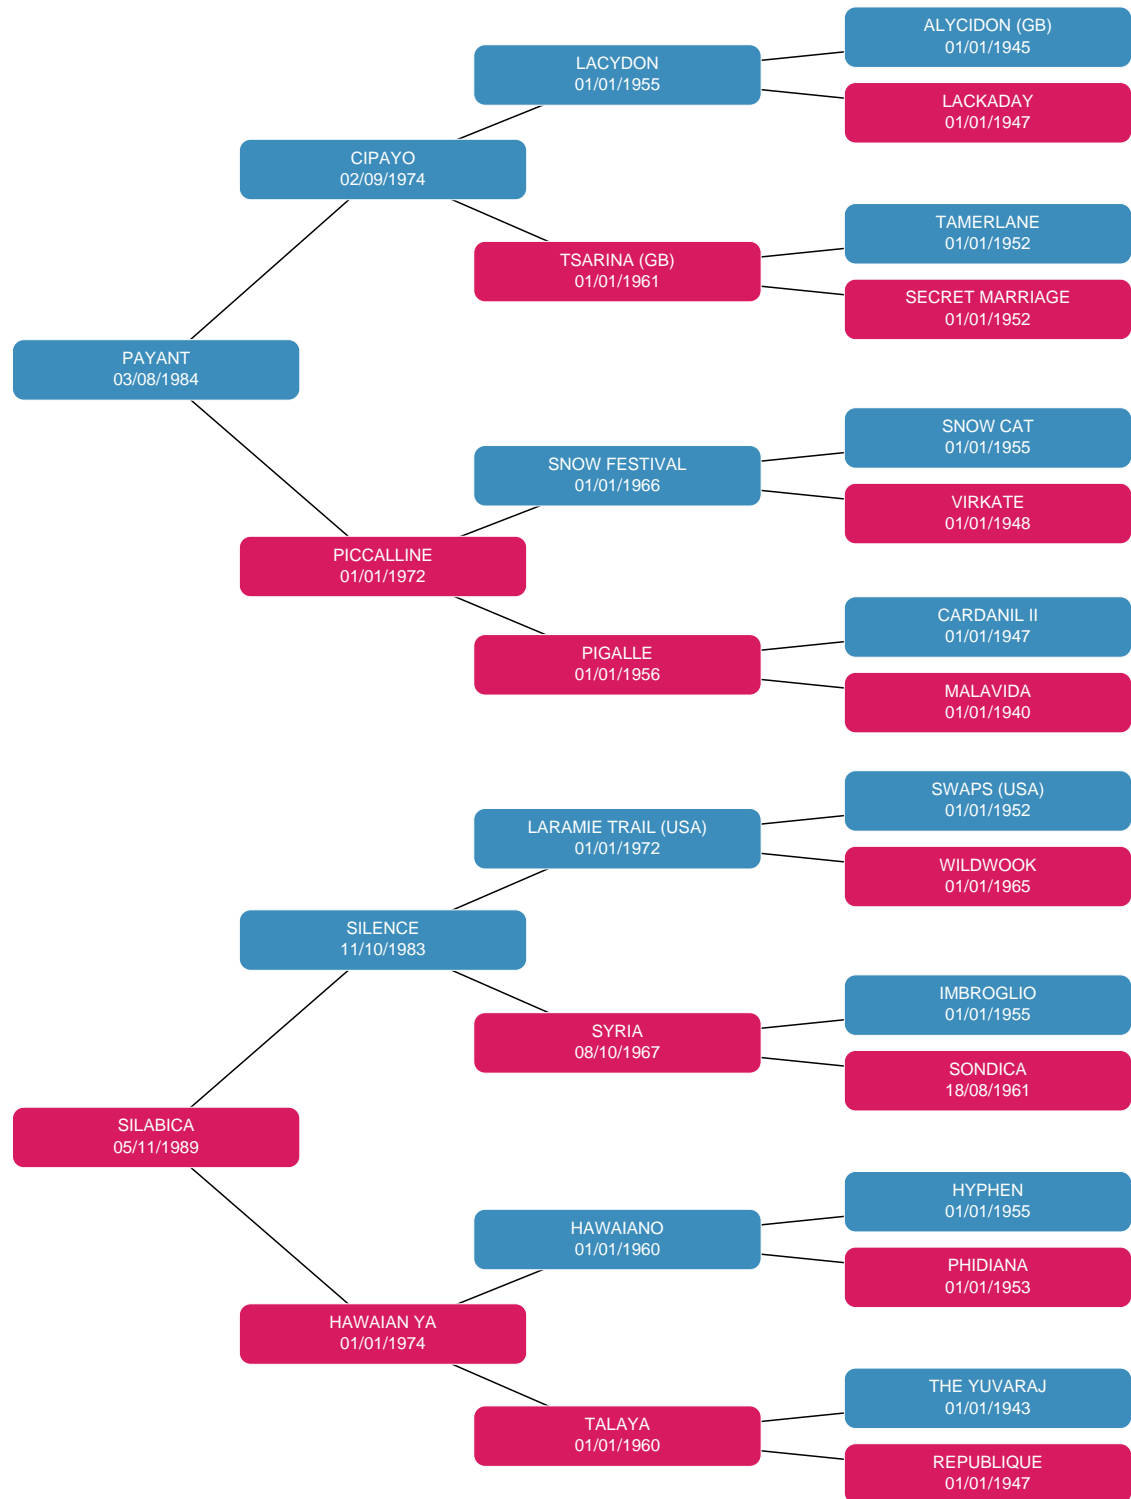 ALYCIDON (GB)
01/01/1945
LACYDON
01/01/1955
LACKADAY
01/01/1947
CIPAYO
02/09/1974
TAMERLANE
01/01/1952
TSARINA (GB)
01/01/1961
SECRET MARRIAGE
01/01/1952
PAYANT
03/08/1984
SNOW CAT
01/01/1955
SNOW FESTIVAL
01/01/1966
VIRKATE
01/01/1948
PICCALLINE
01/01/1972
CARDANIL II
01/01/1947
PIGALLE
01/01/1956
MALAVIDA
01/01/1940
SWAPS (USA)
01/01/1952
LARAMIE TRAIL (USA)
01/01/1972
WILDWOOK
01/01/1965
SILENCE
11/10/1983
IMBROGLIO
01/01/1955
SYRIA
08/10/1967
SONDICA
18/08/1961
SILABICA
05/11/1989
HYPHEN
01/01/1955
HAWAIANO
01/01/1960
PHIDIANA
01/01/1953
HAWAIAN YA
01/01/1974
THE YUVARAJ
01/01/1943
TALAYA
01/01/1960
REPUBLIQUE
01/01/1947